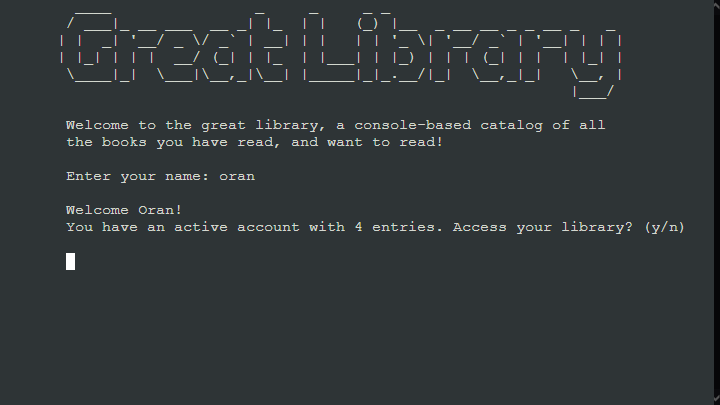 Great Library
Welcome to the great library, a console-based catalog of all
the books you have read, and want to read!
Enter your name: oran
Welcome Oran!
You have an active account with 4 entries. Access your library? (y/n)